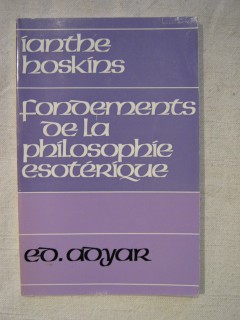 ianthe
hoskins
fondements
de la
philosophie
esotérique
ed. adyar